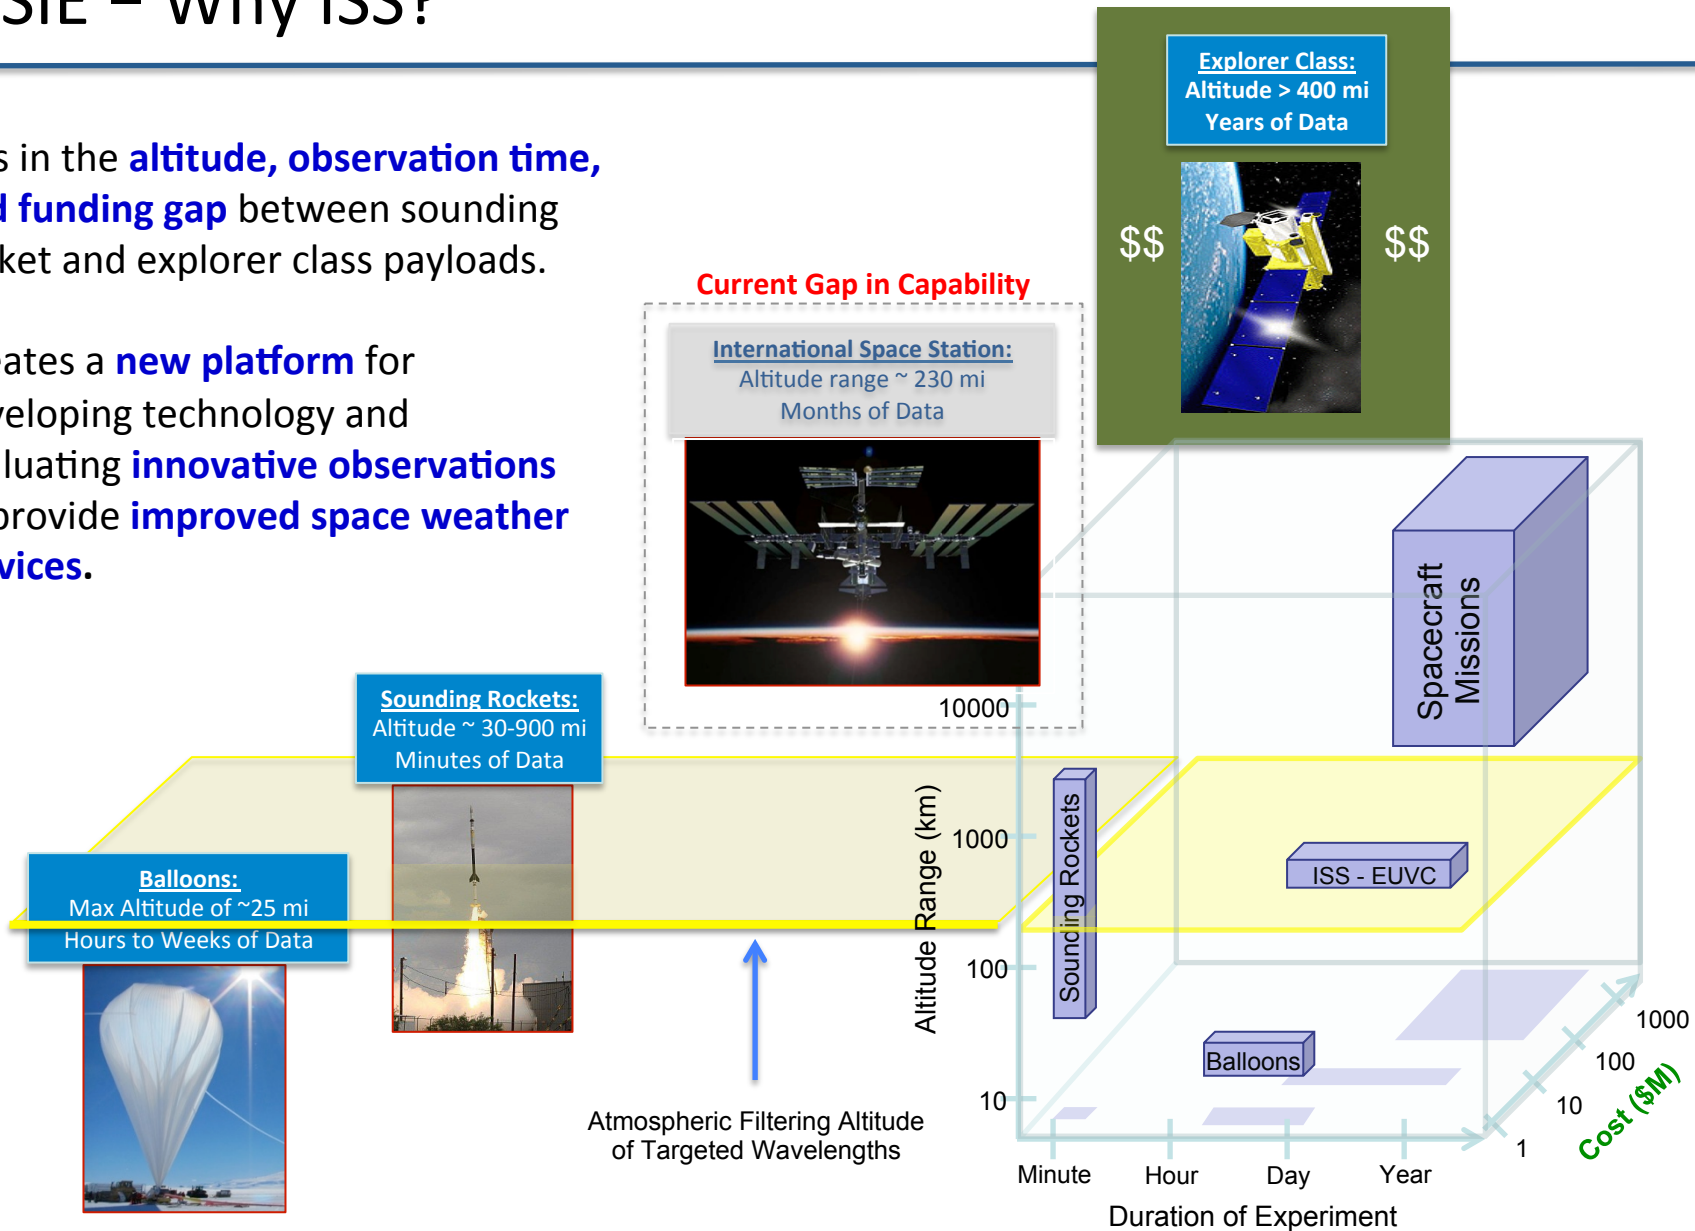 SIE – Why ISS?
s in the altitude, observation time,
d funding gap between sounding
ket and explorer class payloads.
eates a new platform for
veloping technology and
luating innovative observations
provide improved space weather
vices.
Explorer Class:
Altitude > 400 mi
Years of Data
$$ $$
Current Gap in Capability
International Space Station:
Altitude range ~ 230 mi
Months of Data
Sounding Rockets:
Altitude ~ 30-900 mi
Minutes of Data
Balloons:
Max Altitude of ~25 mi
Hours to Weeks of Data
Atmospheric Filtering Altitude
of Targeted Wavelengths
Altitude Range (km)
10000
1000
100
10
Sounding Rockets
Spacecraft
Missions
ISS - EUVC
Balloons
Minute Hour Day Year
Duration of Experiment
1
10
100
1000
Cost ($M)